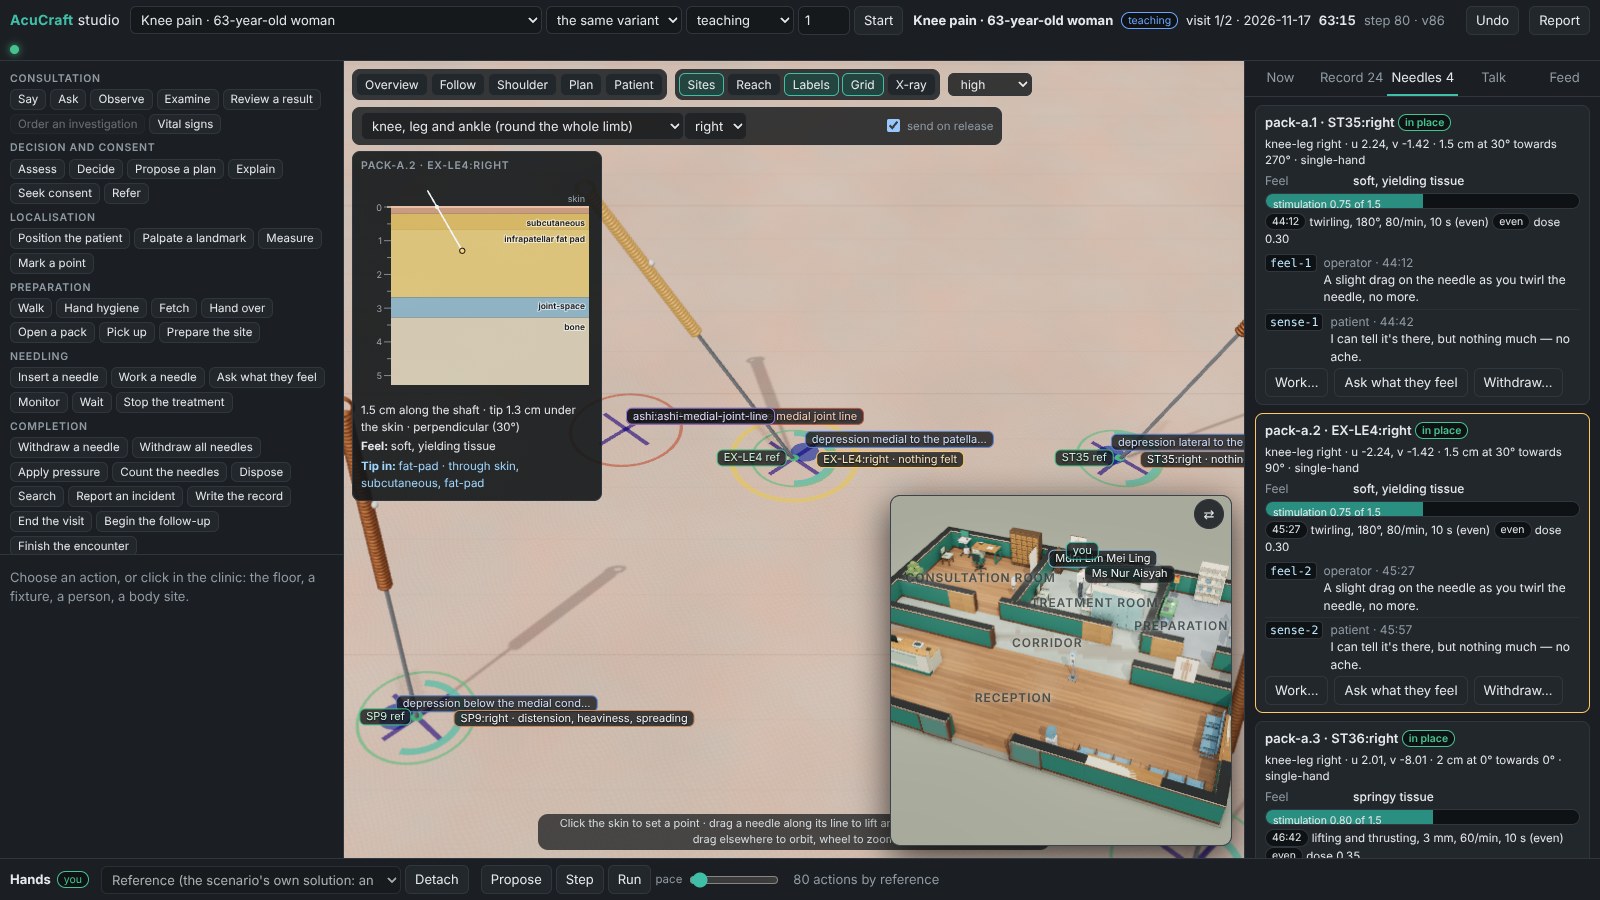 AcuCraft studio
Knee pain · 63-year-old woman
the same variant
teaching
1
Start
Knee pain · 63-year-old woman
teaching
visit 1/2 · 2026-11-17 63:15 step 80 · v86
Undo
Report
CONSULTATION
Say
Ask
Observe
Examine
Review a result
Order an investigation
Vital signs
DECISION AND CONSENT
Assess
Decide
Propose a plan
Explain
Seek consent
Refer
LOCALISATION
Position the patient
Palpate a landmark
Measure
Mark a point
PREPARATION
Walk
Hand hygiene
Fetch
Hand over
Open a pack
Pick up
Prepare the site
NEEDLING
Insert a needle
Work a needle
Ask what they feel
Monitor
Wait
Stop the treatment
COMPLETION
Withdraw a needle
Withdraw all needles
Apply pressure
Count the needles
Dispose
Search
Report an incident
Write the record
End the visit
Begin the follow-up
Finish the encounter
Choose an action, or click in the clinic: the floor, a
fixture, a person, a body site.
Overview
Follow
Shoulder
Plan
Patient
Sites
Reach
Labels
Grid
X-ray
high
knee, leg and ankle (round the whole limb)
right
send on release
PACK-A.2 · EX-LE4:RIGHT
skin
0
subcutaneous
1
infrapatellar fat pad
2
3
joint-space
bone
4
5
1.5 cm along the shaft · tip 1.3 cm under
the skin · perpendicular (30°)
Feel: soft, yielding tissue
Tip in: fat-pad · through skin,
subcutaneous, fat-pad
ashi:ashi-medial-joint-line
medial joint line
depression medial to the patella...
EX-LE4 ref
EX-LE4:right · nothing felt
depression lateral to the
ST35 ref
ST35:right · nothin
depression below the medial cond...
SP9 ref
SP9:right · distension, heaviness, spreading
Click the skin to set a point · drag a needle along its line to lift ar
drag elsewhere to orbit, wheel to zoom
⇄
you
Mei Ling
Ms Nur Aisyah
CONSULTATION ROOM
TREATMENT ROOM
PREPARATION
CORRIDOR
RECEPTION
Now
Record 24
Needles 4
Talk
Feed
pack-a.1 · ST35:right in place
knee-leg right · u 2.24, v -1.42 · 1.5 cm at 30° towards
270° · single-hand
Feel soft, yielding tissue
stimulation 0.75 of 1.5
44:12 twirling, 180°, 80/min, 10 s (even) even dose
0.30
feel-1 operator · 44:12
A slight drag on the needle as you twirl the
needle, no more.
sense-1 patient · 44:42
I can tell it's there, but nothing much — no
ache.
Work...
Ask what they feel
Withdraw...
pack-a.2 · EX-LE4:right in place
knee-leg right · u -2.24, v -1.42 · 1.5 cm at 30° towards
90° · single-hand
Feel soft, yielding tissue
stimulation 0.75 of 1.5
45:27 twirling, 180°, 80/min, 10 s (even) even dose
0.30
feel-2 operator · 45:27
A slight drag on the needle as you twirl the
needle, no more.
sense-2 patient · 45:57
I can tell it's there, but nothing much — no
ache.
Work...
Ask what they feel
Withdraw...
pack-a.3 · ST36:right in place
knee-leg right · u 2.01, v -8.01 · 2 cm at 0° towards 0° ·
single-hand
Feel springy tissue
stimulation 0.80 of 1.5
46:42 lifting and thrusting, 3 mm, 60/min, 10 s (even)
even dose 0.35
Hands you
Reference (the scenario's own solution: an
Detach
Propose
Step
Run
pace
80 actions by reference